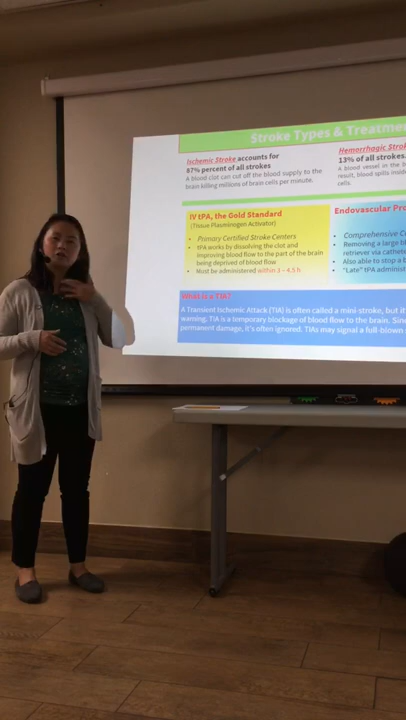 Stroke Types & Treatmen
Ischemic Stroke accounts for
87% percent of all strokes
A blood clot can cut off the blood supply to the
brain killing millions of brain cells per minute.
Hemorrhagic Strok
13% of all strokes.
A blood vessel in the b
result, blood spills insid
cells.
IV tPA, the Gold Standard
(Tissue Plasminogen Activator)
• Primary Certified Stroke Centers
• tPA works by dissolving the clot and
improving blood flow to the part of the brain
being deprived of blood flow
• Must be administered within 3 – 4.5 h
Endovascular Pro
• Comprehensive C
• Removing a large bl
retriever via cathete
• Also able to stop a b
• "Late" tPA administ
What is a TIA?
A Transient Ischemic Attack (TIA) is often called a mini-stroke, but it
warning. TIA is a temporary blockage of blood flow to the brain. Sinc
permanent damage, it's often ignored. TIAs may signal a full-blown